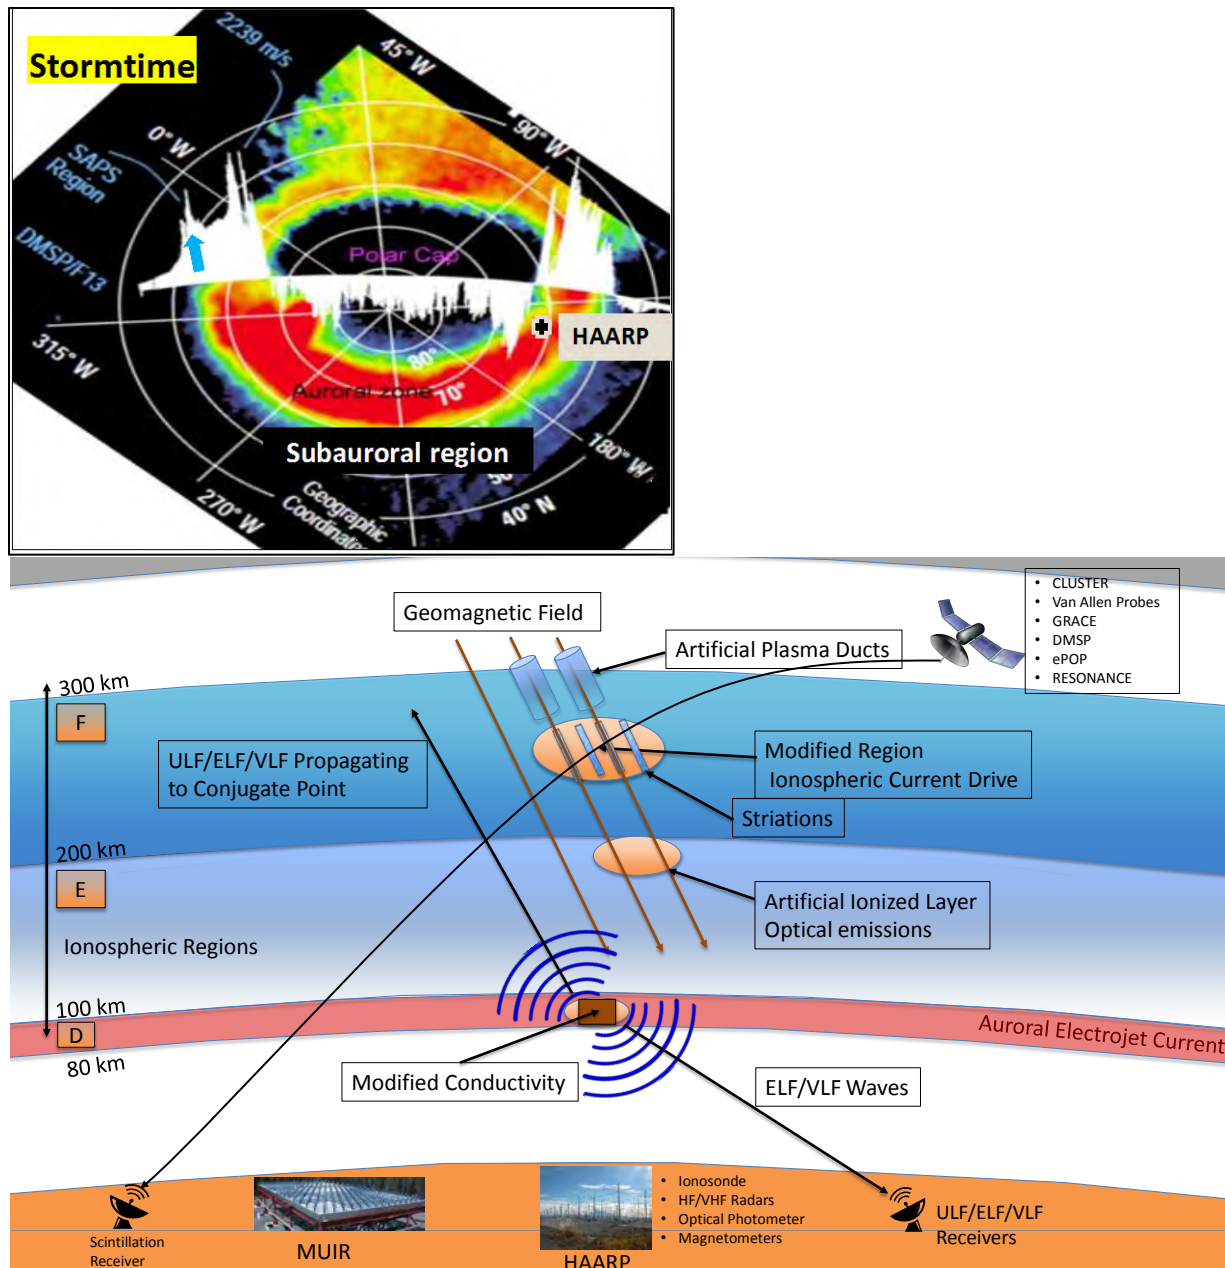 Stormtime
2239 m/s
45° W
90° W
0° W
SAPS
Region
DMSP/F13
Polar Cap
HAARP
315° W
80°
70°
Auroral zone
Subauroral region
180° W
50°
40° N
270° W
Geographic
Coordinates
CLUSTER
Van Allen Probes
GRACE
DMSP
ePOP
RESONANCE
Geomagnetic Field
Artificial Plasma Ducts
300 km
F
ULF/ELF/VLF Propagating
to Conjugate Point
Modified Region
Ionospheric Current Drive
Striations
200 km
E
Artificial Ionized Layer
Optical emissions
Ionospheric Regions
100 km
D
80 km
Auroral Electrojet Current
Modified Conductivity
ELF/VLF Waves
Scintillation
Receiver
MUIR
HAARP
Ionosonde
HF/VHF Radars
Optical Photometer
Magnetometers
ULF/ELF/VLF
Receivers